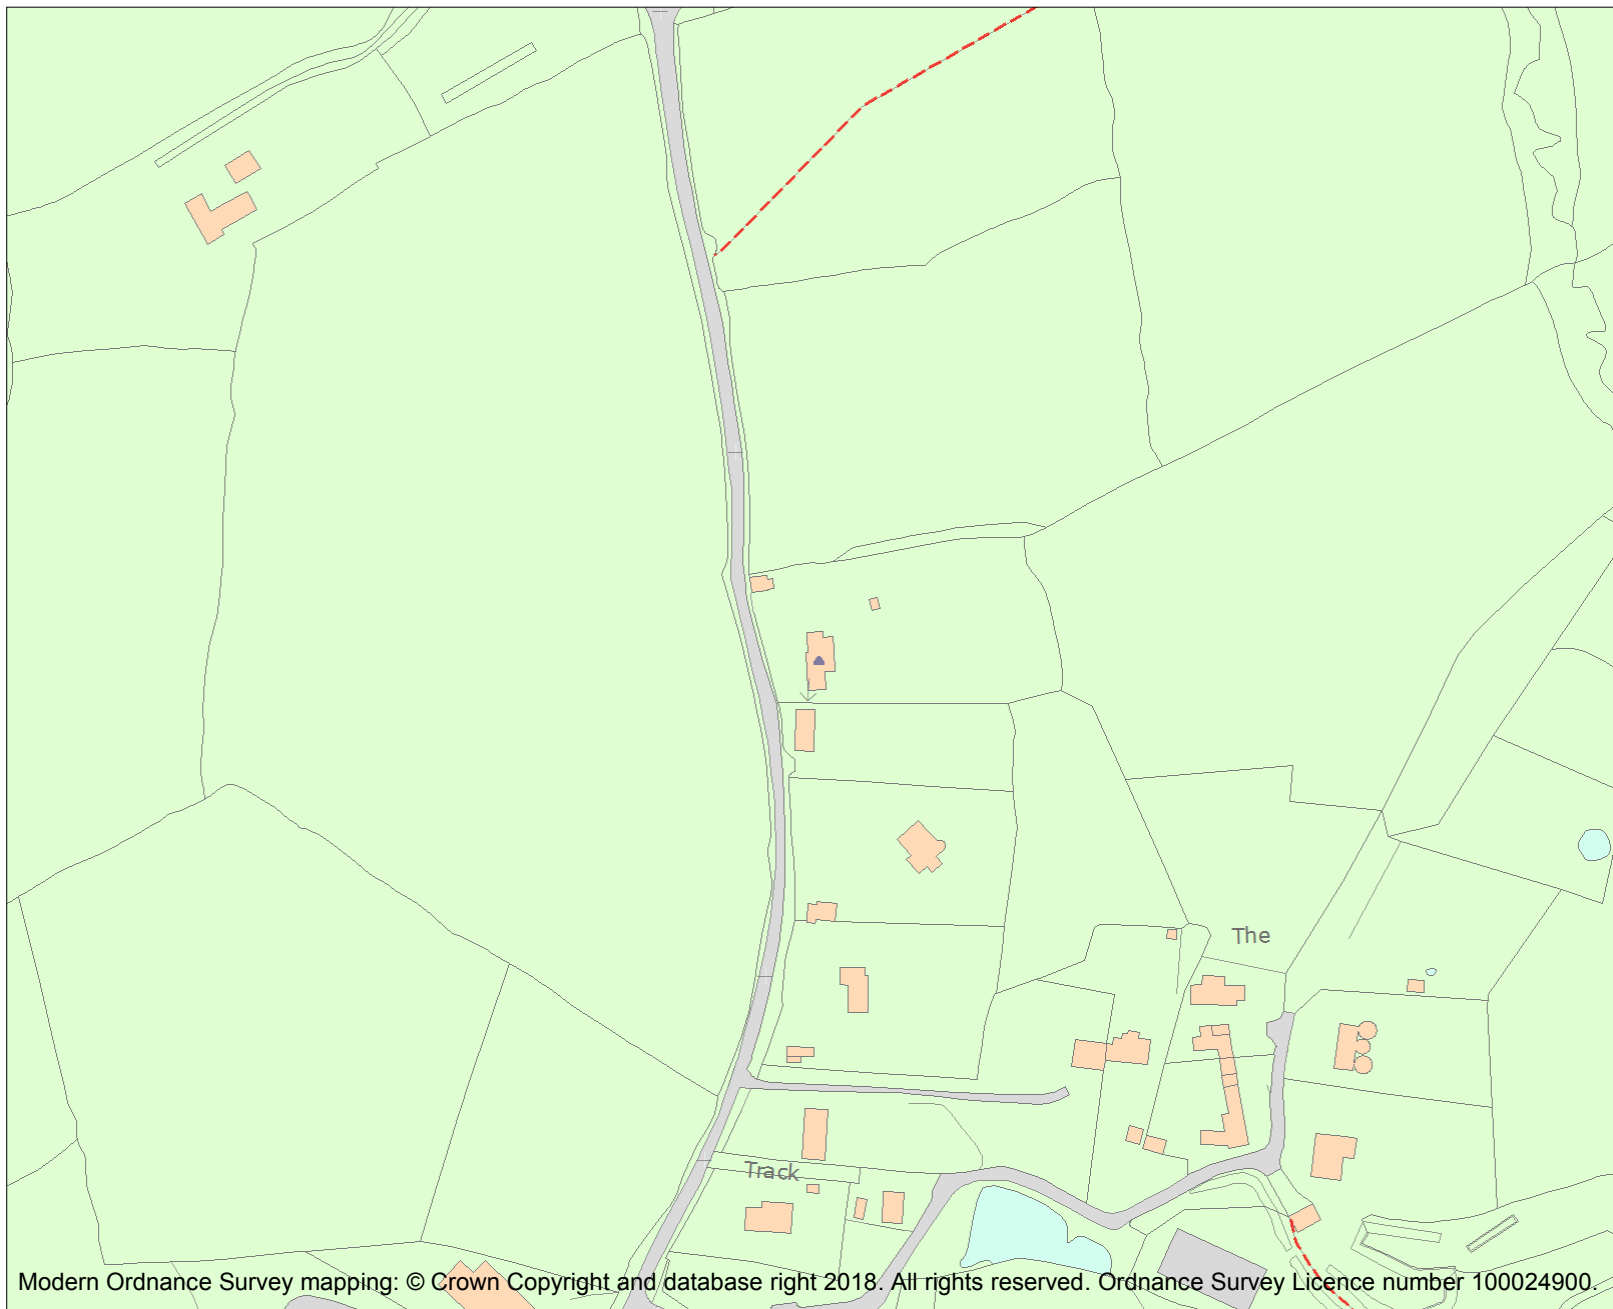 The
Track
Modern Ordnance Survey mapping: © Crown Copyright and database right 2018. All rights reserved. Ordnance Survey Licence number 100024900.